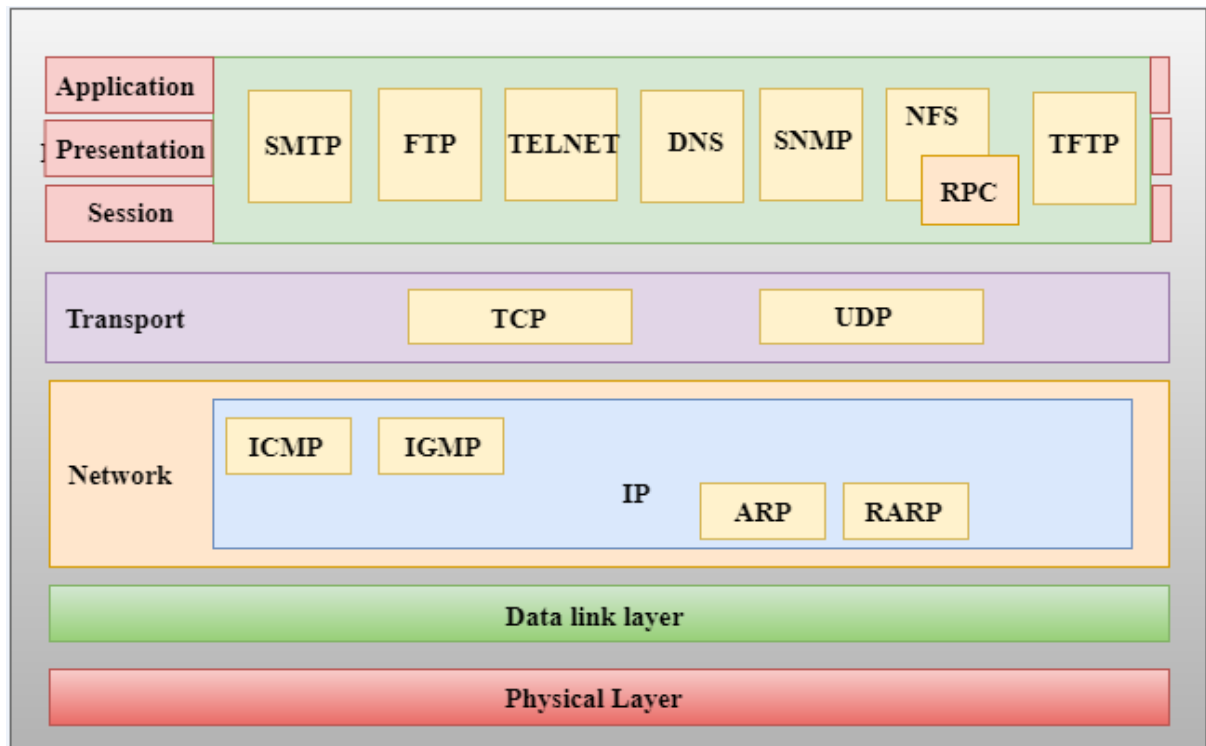 Application
Presentation
Session
SMTP
FTP
TELNET
DNS
SNMP
NFS
RPC
TFTP
Transport
TCP
UDP
Network
ICMP
IGMP
IP
ARP
RARP
Data link layer
Physical Layer